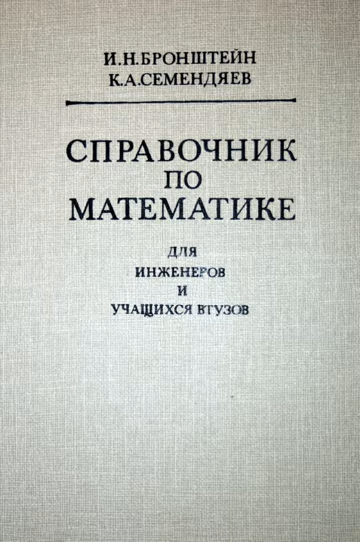 И.Н.БРОНШТЕЙН
К.А.СЕМЕНДЯЕВ
СПРАВОЧНИК
ПО
МАТЕМАТИКЕ
ДЛЯ
ИНЖЕНЕРОВ
И
УЧАЩИХСЯ ВТУЗОВ